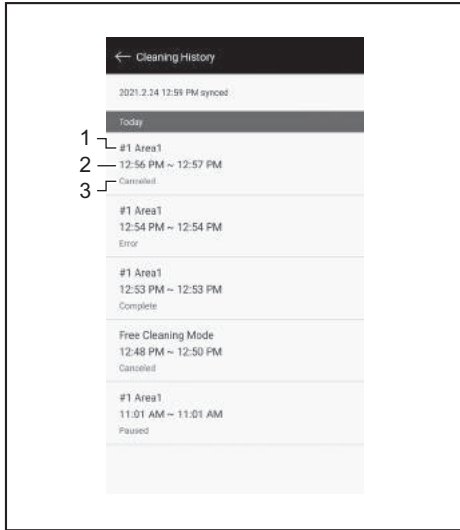 ← Cleaning History
2021.2.24 12:59 PM synced
Today
1
#1 Area1
2
12:56 PM ~ 12:57 PM
3
Canceled
#1 Area1
12:54 PM ~ 12:54 PM
Error
#1 Area1
12:53 PM ~ 12:53 PM
Complete
Free Cleaning Mode
12:48 PM ~ 12:50 PM
Canceled
#1 Area1
11:01 AM ~ 11:01 AM
Paused